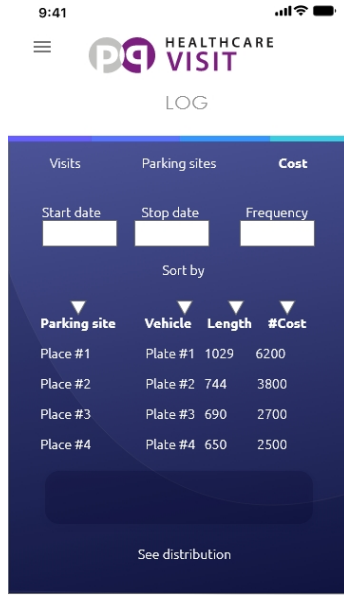 9:41
pq HEALTHCARE
VISIT
LOG
Visits Parking sites Cost
Start date Stop date Frequency
Sort by
Parking site Vehicle Length #Cost
Place #1 Plate #1 1029 6200
Place #2 Plate #2 744 3800
Place #3 Plate #3 690 2700
Place #4 Plate #4 650 2500
See distribution